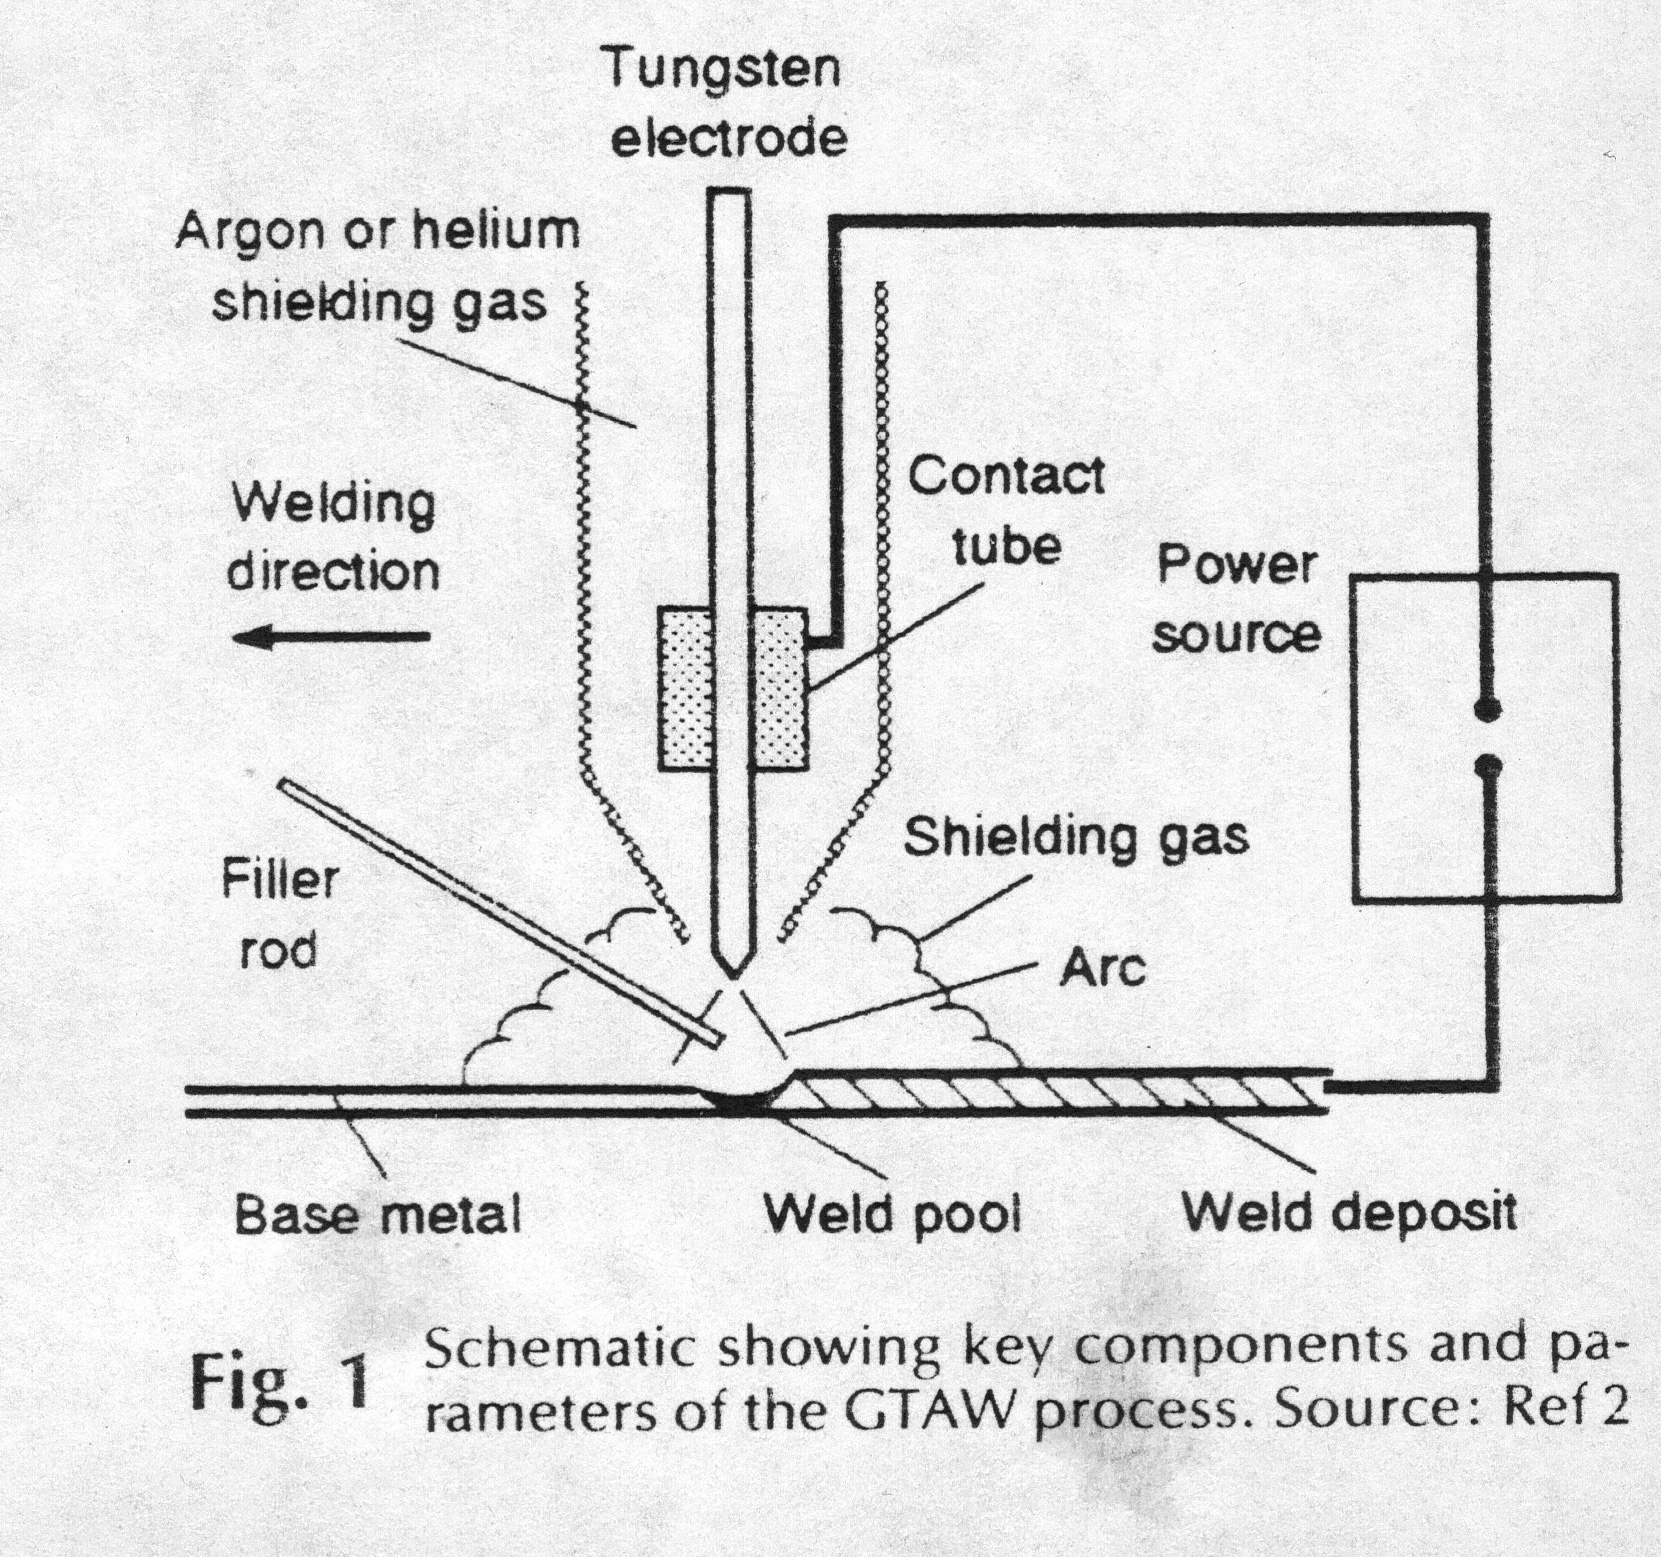 Tungsten
electrode
Argon or helium
shielding gas
Welding
direction
Contact
tube
Power
source
Filler
rod
Shielding gas
Arc
Base metal
Weld pool
Weld deposit
Fig. 1 Schematic showing key components and pa-
rameters of the GTAW process. Source: Ref 2